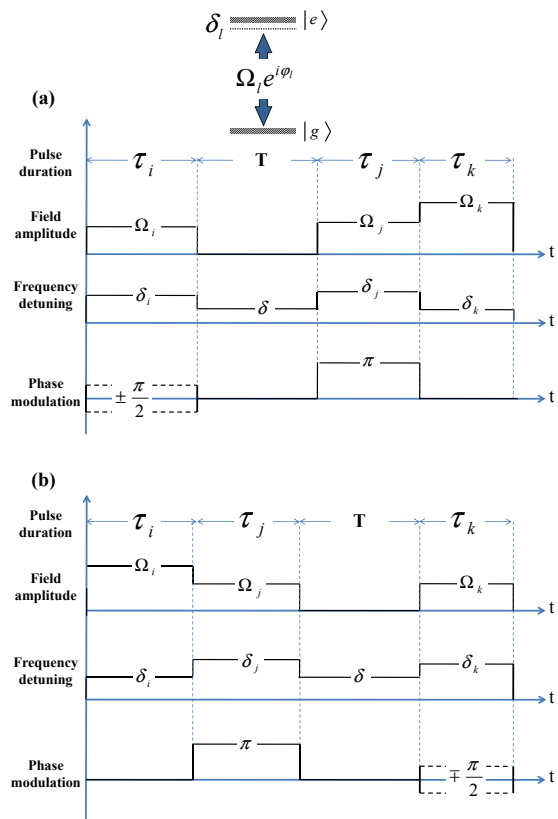 δ_l |e⟩
Ω_l e^{iφ_l}
|g⟩
(a)
Pulse duration τ_i T τ_j τ_k
Field amplitude Ω_i Ω_j Ω_k t
Frequency detuning δ_i δ δ_j δ_k t
Phase modulation ± π/2 π t
(b)
Pulse duration τ_i τ_j T τ_k
Field amplitude Ω_i Ω_j Ω_k t
Frequency detuning δ_i δ_j δ δ_k t
Phase modulation π ∓ π/2 t